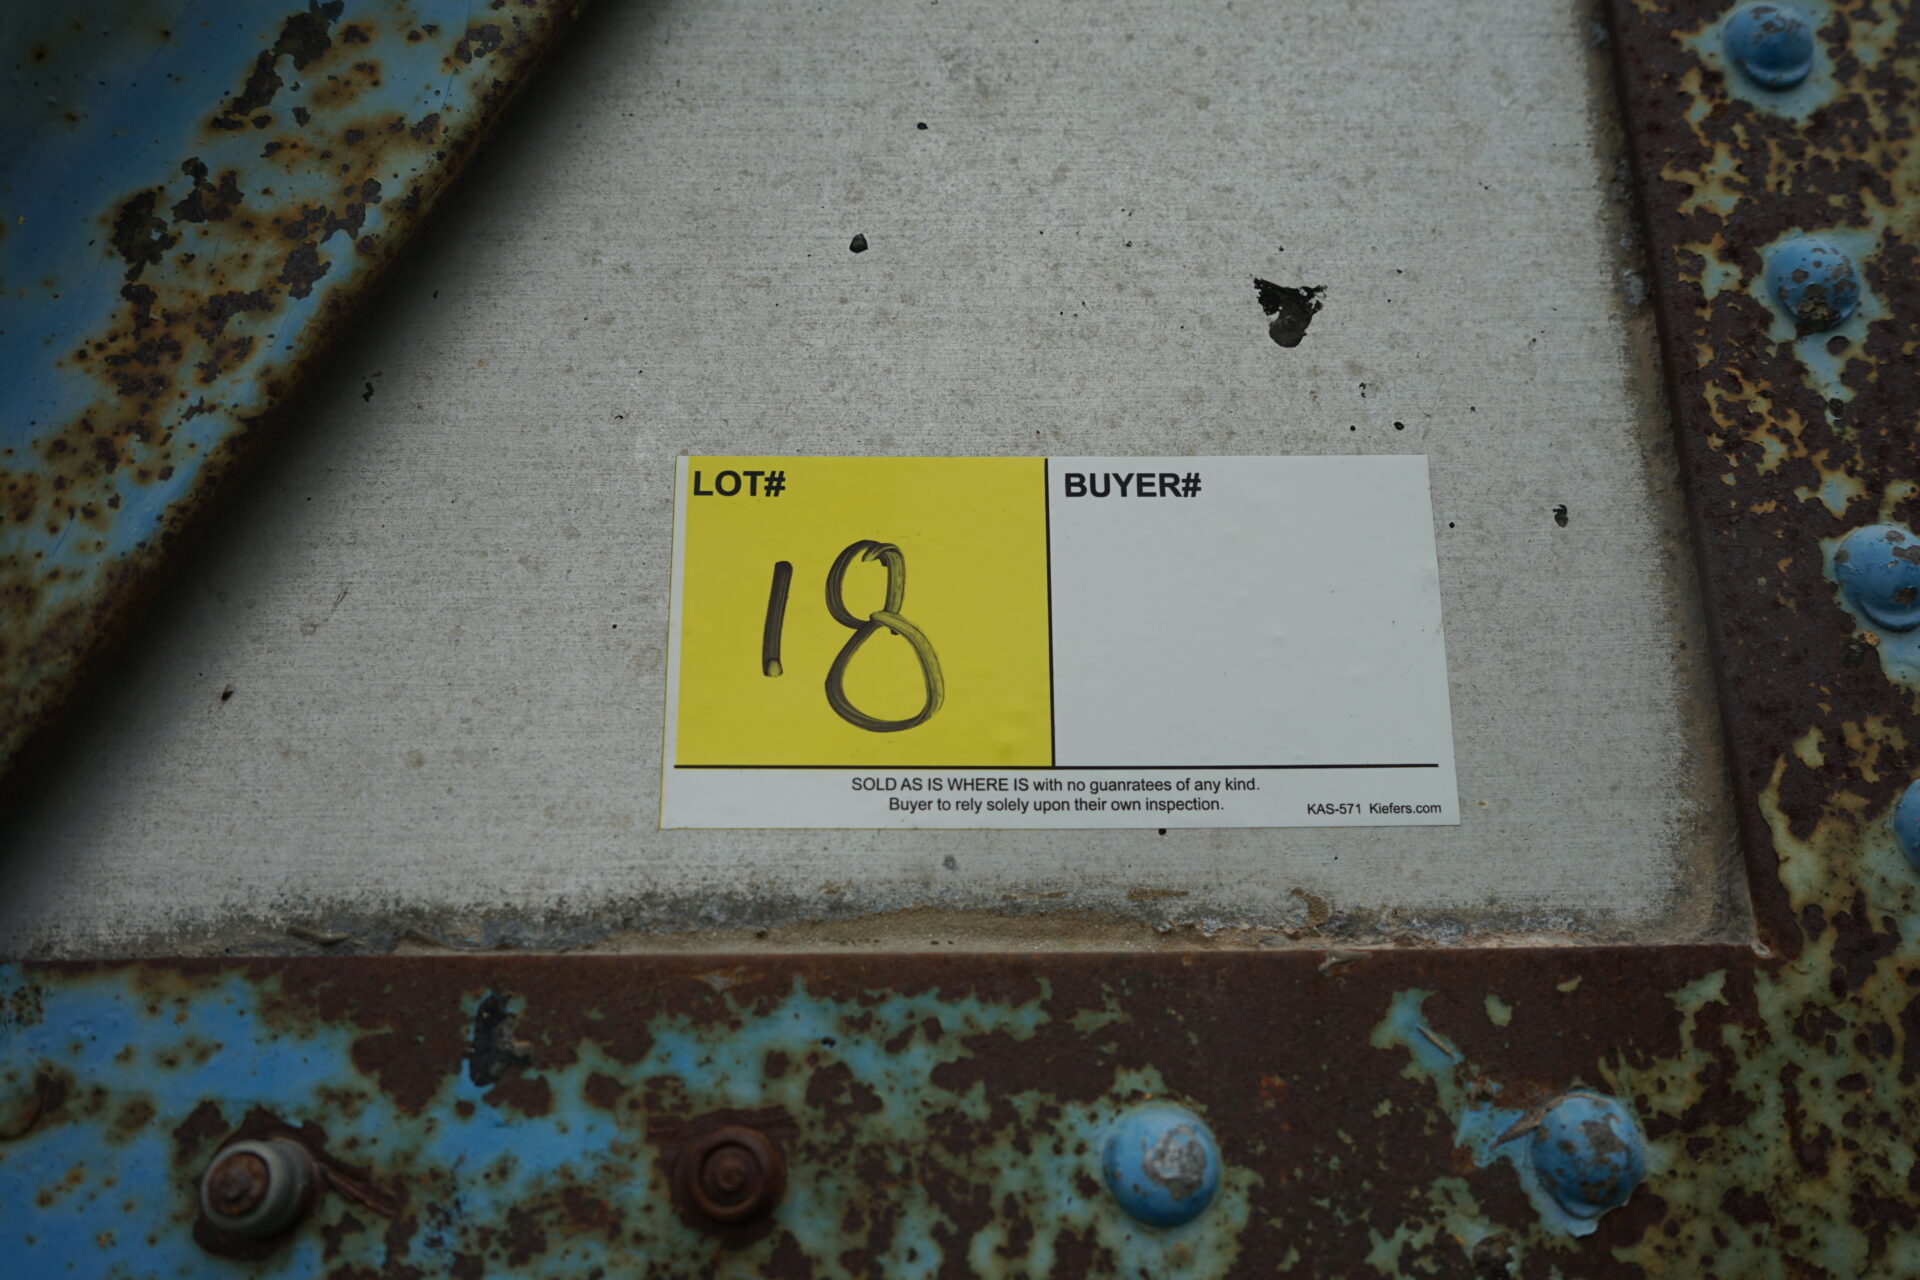 LOT# BUYER#
18
SOLD AS IS WHERE IS with no guanratees of any kind.
Buyer to rely solely upon their own inspection. KAS-571 Kiefers.com